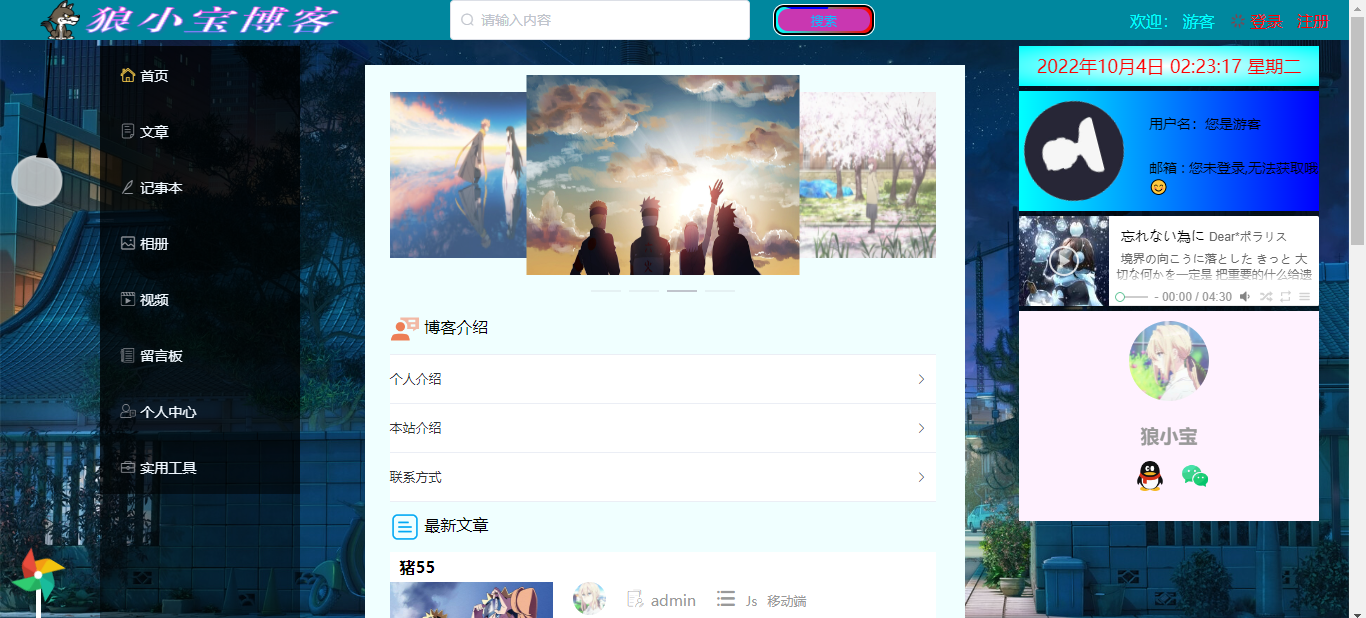 狼小宝博客
请输入内容
搜索
欢迎： 游客 登录 注册
首页
文章
记事本
相册
视频
留言板
个人中心
实用工具
博客介绍
个人介绍
本站介绍
联系方式
最新文章
猪55
admin Js 移动端
2022年10月4日 02:23:17 星期二
用户名：您是游客
邮箱 : 您未登录,无法获取哦
忘れない為に Dear*ポラリス
境界の向こうに落とした きっと 大
切な何かを一定是 把重要的什么给遗
- 00:00 / 04:30
狼小宝